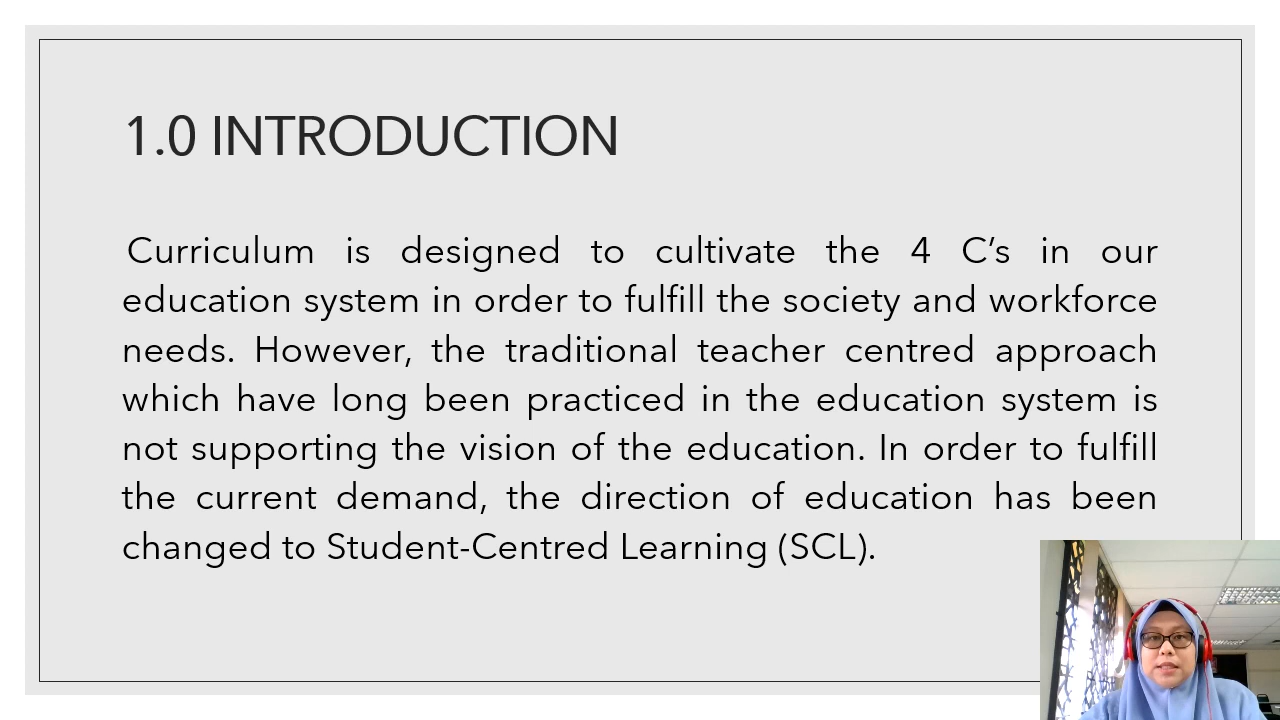 1.0 INTRODUCTION
Curriculum is designed to cultivate the 4 C’s in our
education system in order to fulfill the society and workforce
needs. However, the traditional teacher centred approach
which have long been practiced in the education system is
not supporting the vision of the education. In order to fulfill
the current demand, the direction of education has been
changed to Student-Centred Learning (SCL).